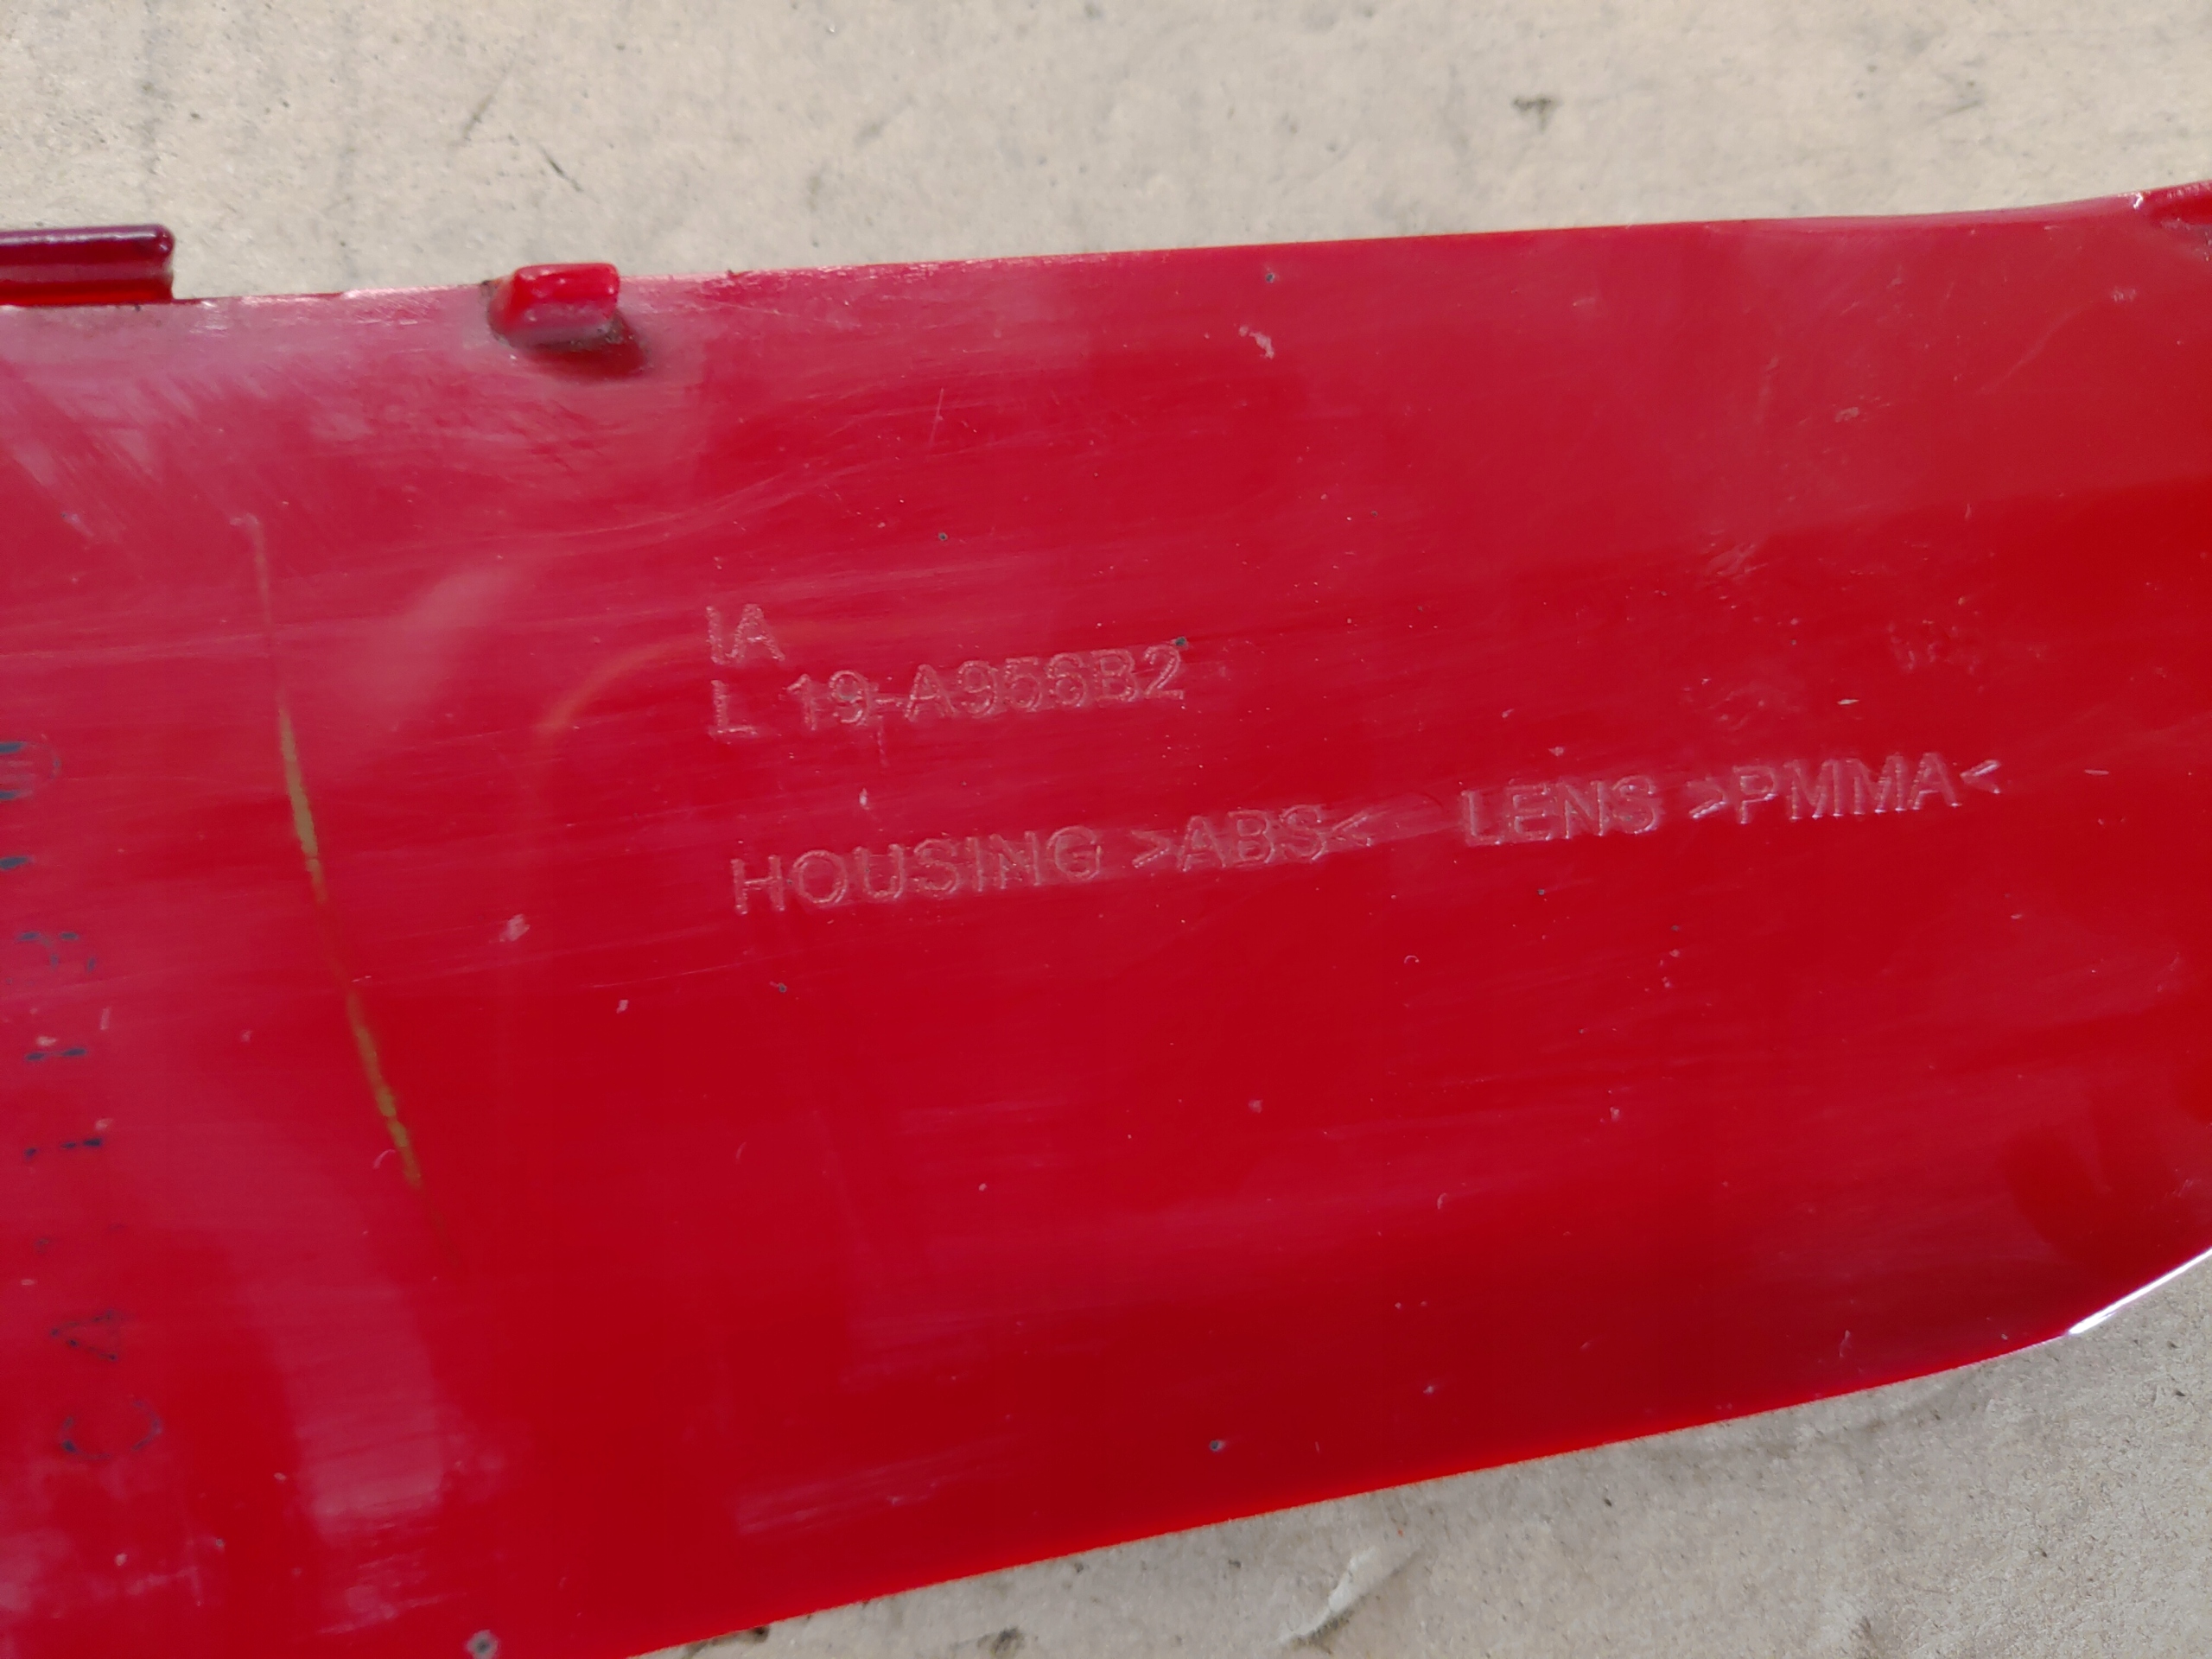 IA
L 19-A956B2
HOUSING >ABS< LENS >PMMA<